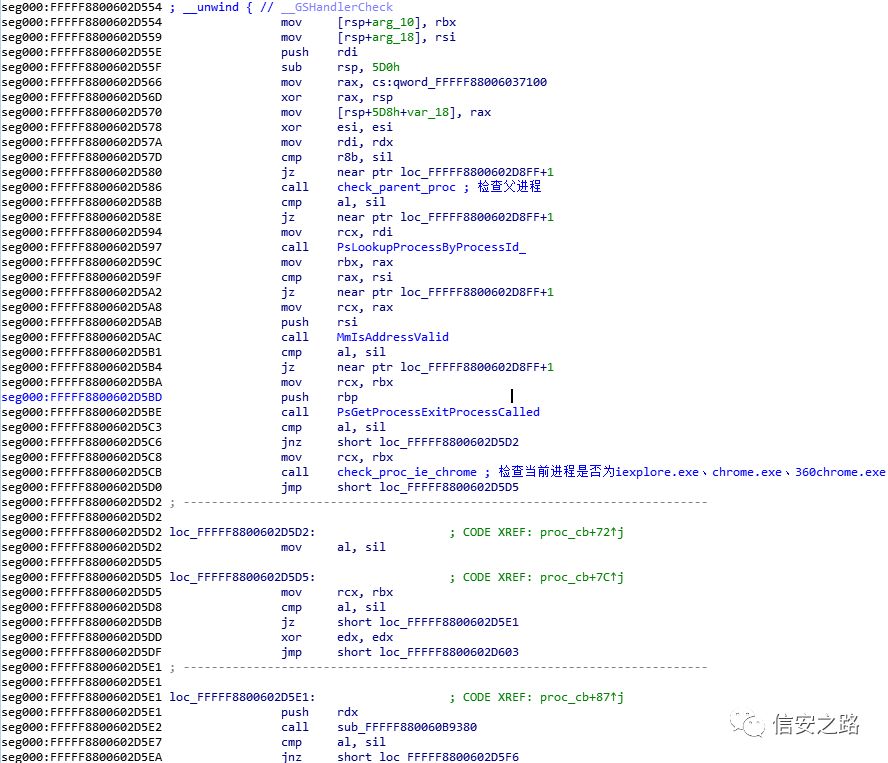 seg000:FFFFF8800602D554 ; __unwind { // __GSHandlerCheck
seg000:FFFFF8800602D554 mov [rsp+arg_10], rbx
seg000:FFFFF8800602D559 mov [rsp+arg_18], rsi
seg000:FFFFF8800602D55E push rdi
seg000:FFFFF8800602D55F sub rsp, 5D0h
seg000:FFFFF8800602D566 mov rax, cs:qword_FFFFF88006037100
seg000:FFFFF8800602D56D xor rax, rsp
seg000:FFFFF8800602D570 mov [rsp+5D8h+var_18], rax
seg000:FFFFF8800602D578 xor esi, esi
seg000:FFFFF8800602D57A mov rdi, rdx
seg000:FFFFF8800602D57D cmp r8b, sil
seg000:FFFFF8800602D580 jz near ptr loc_FFFFF8800602D8FF+1
seg000:FFFFF8800602D586 call check_parent_proc ; 检查父进程
seg000:FFFFF8800602D58B cmp al, sil
seg000:FFFFF8800602D58E jz near ptr loc_FFFFF8800602D8FF+1
seg000:FFFFF8800602D594 mov rcx, rdi
seg000:FFFFF8800602D597 call PsLookupProcessByProcessId_
seg000:FFFFF8800602D59C mov rbx, rax
seg000:FFFFF8800602D59F cmp rax, rsi
seg000:FFFFF8800602D5A2 jz near ptr loc_FFFFF8800602D8FF+1
seg000:FFFFF8800602D5A8 mov rcx, rax
seg000:FFFFF8800602D5AB push rsi
seg000:FFFFF8800602D5AC call MmIsAddressValid
seg000:FFFFF8800602D5B1 cmp al, sil
seg000:FFFFF8800602D5B4 jz near ptr loc_FFFFF8800602D8FF+1
seg000:FFFFF8800602D5BA mov rcx, rbx
seg000:FFFFF8800602D5BD push rbp
seg000:FFFFF8800602D5BE call PsGetProcessExitProcessCalled
seg000:FFFFF8800602D5C3 cmp al, sil
seg000:FFFFF8800602D5C6 jnz short loc_FFFFF8800602D5D2
seg000:FFFFF8800602D5C8 mov rcx, rbx
seg000:FFFFF8800602D5CB call check_proc_ie_chrome ; 检查当前进程是否为iexplore.exe、chrome.exe、360chrome.exe
seg000:FFFFF8800602D5D0 jmp short loc_FFFFF8800602D5D5
seg000:FFFFF8800602D5D2 ; ---------------------------------------------------------------------------
seg000:FFFFF8800602D5D2
seg000:FFFFF8800602D5D2 loc_FFFFF8800602D5D2: ; CODE XREF: proc_cb+72↑j
seg000:FFFFF8800602D5D2 mov al, sil
seg000:FFFFF8800602D5D5
seg000:FFFFF8800602D5D5 loc_FFFFF8800602D5D5: ; CODE XREF: proc_cb+7C↑j
seg000:FFFFF8800602D5D5 mov rcx, rbx
seg000:FFFFF8800602D5D8 cmp al, sil
seg000:FFFFF8800602D5DB jz short loc_FFFFF8800602D5E1
seg000:FFFFF8800602D5DD xor edx, edx
seg000:FFFFF8800602D5DF jmp short loc_FFFFF8800602D603
seg000:FFFFF8800602D5E1 ; ---------------------------------------------------------------------------
seg000:FFFFF8800602D5E1
seg000:FFFFF8800602D5E1 loc_FFFFF8800602D5E1: ; CODE XREF: proc_cb+87↑j
seg000:FFFFF8800602D5E1 push rdx
seg000:FFFFF8800602D5E2 call sub_FFFFF880060B9380
seg000:FFFFF8800602D5E7 cmp al, sil
seg000:FFFFF8800602D5EA jnz short loc_FFFFF8800602D5F6
信安之路